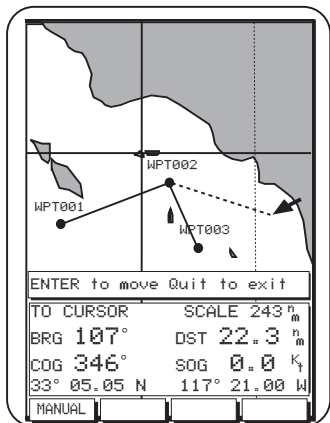 WPT002
WPT001
WPT003
ENTER to move Quit to exit
TO CURSOR SCALE 243 nm
BRG 107° DST 22.3 nm
COG 346° SOG 0.0 Kt
33° 05.05 N 117° 21.00 W
MANUAL